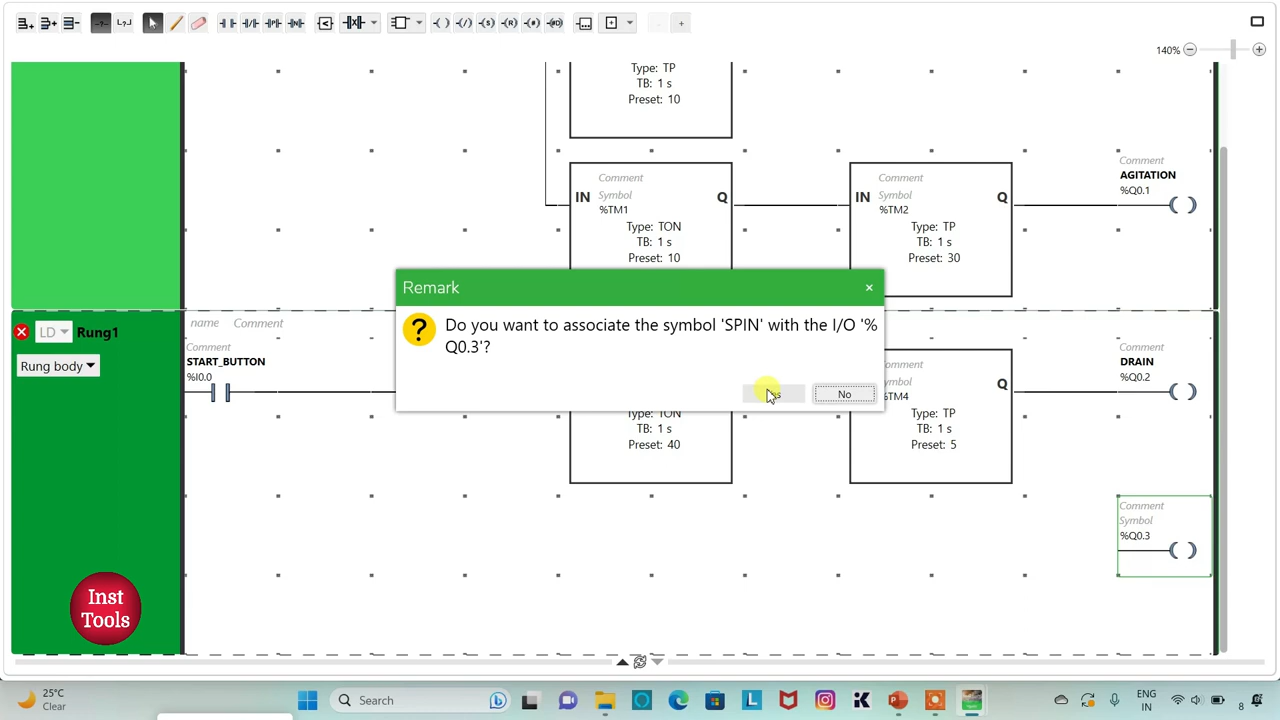 140%
Type: TP
TB: 1 s
Preset: 10
Comment
AGITATION
%Q0.1
Comment
Symbol
IN
Q
%TM1
Type: TON
TB: 1 s
Preset: 10
Comment
Symbol
IN
Q
%TM2
Type: TP
TB: 1 s
Preset: 30
Remark
Do you want to associate the symbol 'SPIN' with the I/O '%
Q0.3'?
No
LD
Rung1
name
Comment
Rung body
Comment
START_BUTTON
%I0.0
TON
TB: 1 s
Preset: 40
Q
%TM4
Type: TP
TB: 1 s
Preset: 5
Comment
DRAIN
%Q0.2
Comment
Symbol
%Q0.3
Inst
Tools
25°C
Clear
Search
ENG
IN
8